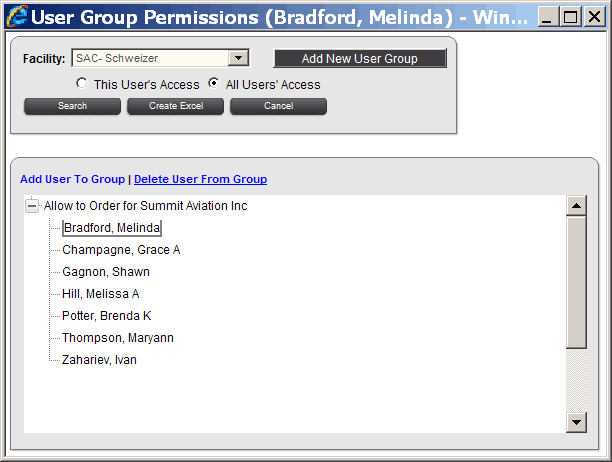 User Group Permissions (Bradford, Melinda) - Win...
Facility: SAC- Schweizer Add New User Group
This User's Access All Users' Access
Search Create Excel Cancel
Add User To Group | Delete User From Group
Allow to Order for Summit Aviation Inc
Bradford, Melinda
Champagne, Grace A
Gagnon, Shawn
Hill, Melissa A
Potter, Brenda K
Thompson, Maryann
Zahariev, Ivan